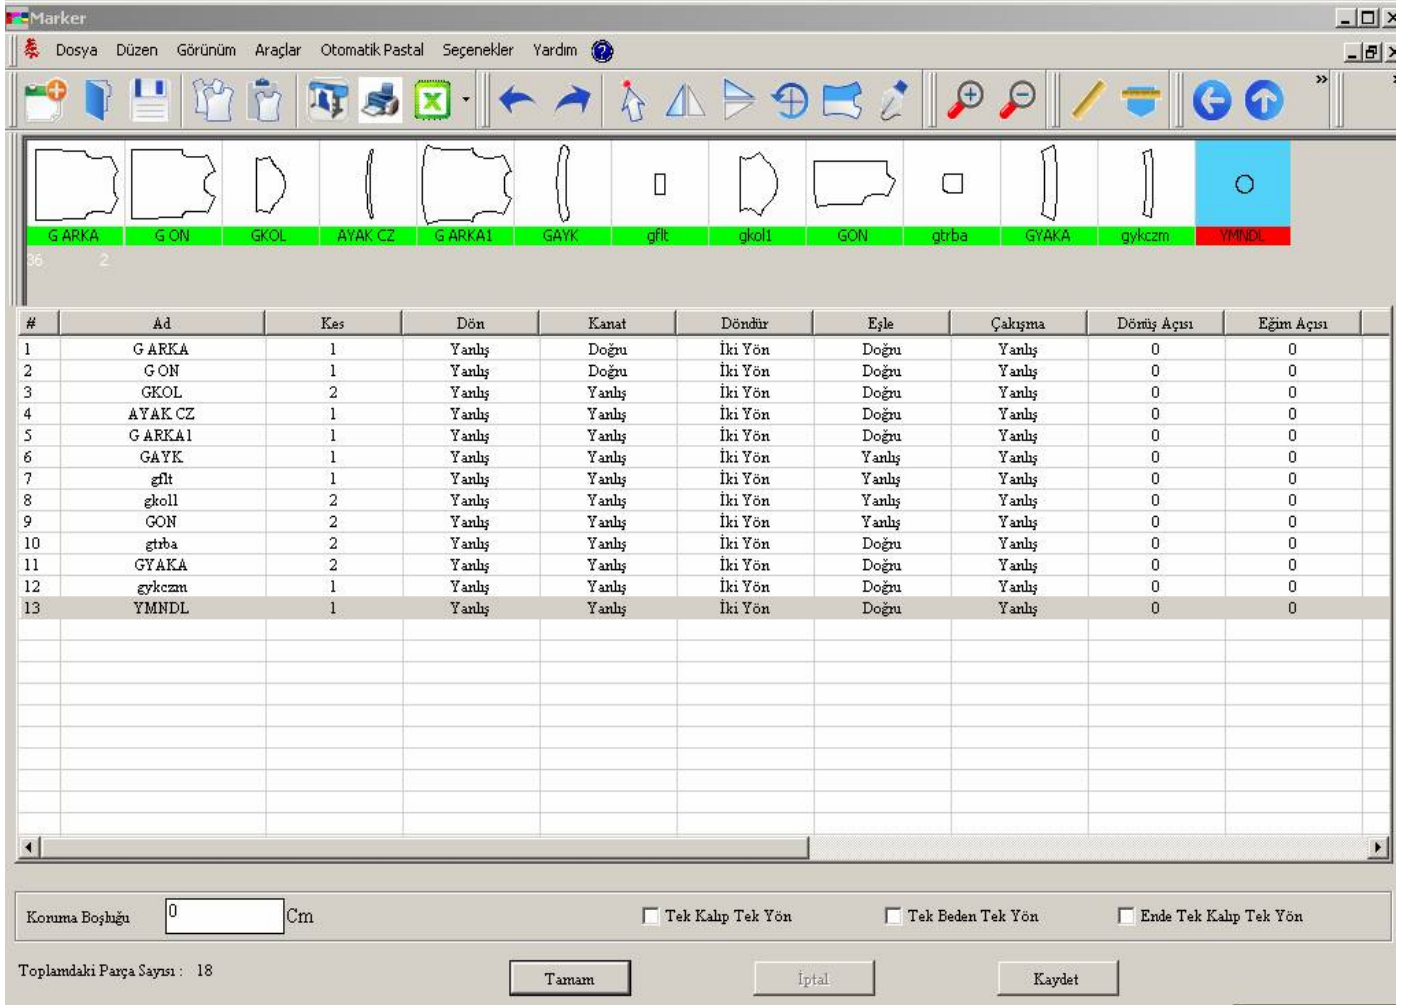 Marker
Dosya Düzen Görünüm Araçlar Otomatik Pastal Seçenekler Yardım ?
G ARKA G ON GKOL AYAK CZ G ARKA1 GAYK gflt gkol1 GON gtrba GYAKA gykczm YMNDL
36 2
# Ad Kes Dön Kanat Döndür Eşle Çakışma Dönüş Açısı Eğim Açısı
1 G ARKA 1 Yanlış Doğru İki Yön Doğru Yanlış 0 0
2 G ON 1 Yanlış Doğru İki Yön Doğru Yanlış 0 0
3 GKOL 2 Yanlış Yanlış İki Yön Doğru Yanlış 0 0
4 AYAK CZ 1 Yanlış Yanlış İki Yön Doğru Yanlış 0 0
5 G ARKA1 1 Yanlış Yanlış İki Yön Doğru Yanlış 0 0
6 GAYK 1 Yanlış Yanlış İki Yön Yanlış Yanlış 0 0
7 gflt 1 Yanlış Yanlış İki Yön Yanlış Yanlış 0 0
8 gkol1 2 Yanlış Yanlış İki Yön Yanlış Yanlış 0 0
9 GON 2 Yanlış Yanlış İki Yön Yanlış Yanlış 0 0
10 gtrba 2 Yanlış Yanlış İki Yön Doğru Yanlış 0 0
11 GYAKA 2 Yanlış Yanlış İki Yön Doğru Yanlış 0 0
12 gykczm 1 Yanlış Yanlış İki Yön Doğru Yanlış 0 0
13 YMNDL 1 Yanlış Yanlış İki Yön Doğru Yanlış 0 0
Koruma Boşluğu 0 Cm Tek Kalıp Tek Yön Tek Beden Tek Yön Ende Tek Kalıp Tek Yön
Toplamdaki Parça Sayısı : 18 Tamam İptal Kaydet